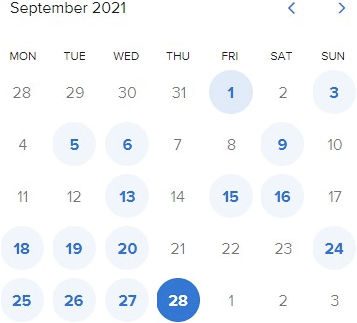 September 2021
MON TUE WED THU FRI SAT SUN
28 29 30 31 1 2 3
4 5 6 7 8 9 10
11 12 13 14 15 16 17
18 19 20 21 22 23 24
25 26 27 28 1 2 3